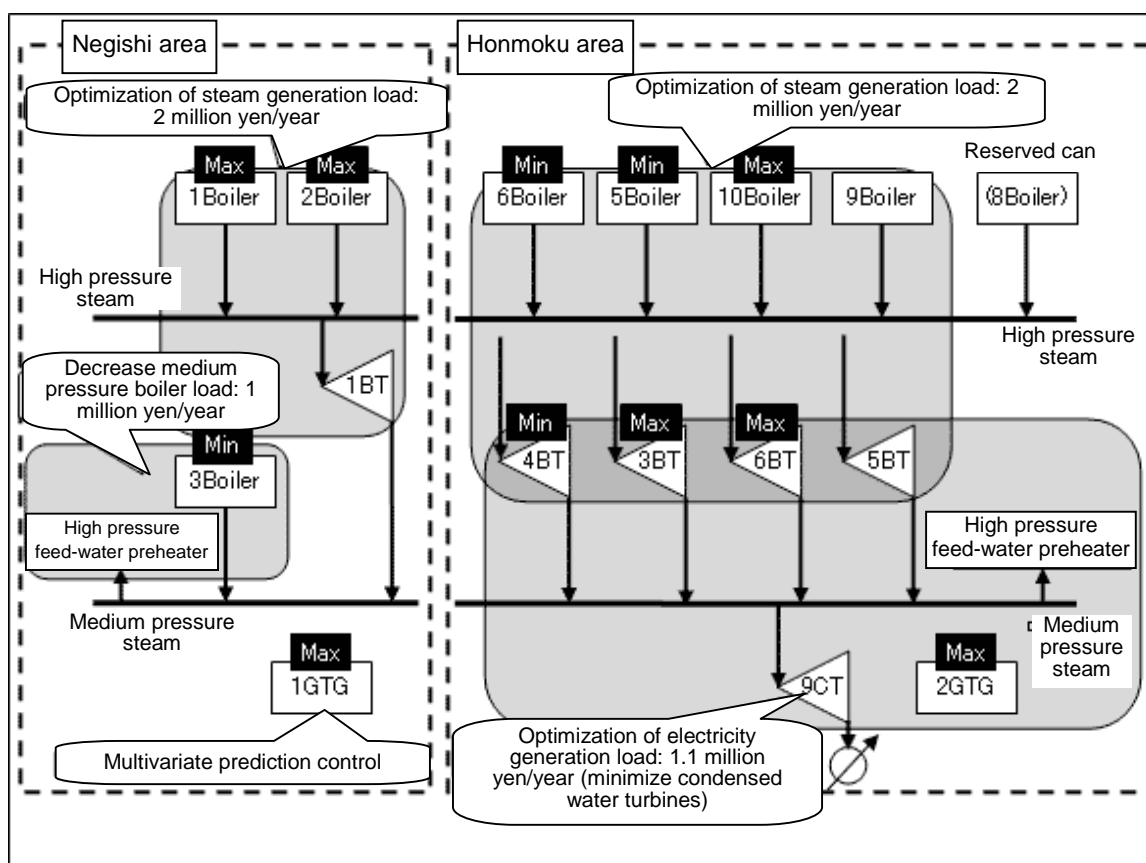 Negishi area
Honmoku area
Optimization of steam generation load:
2 million yen/year
Optimization of steam generation load: 2
million yen/year
Max
Max
1Boiler
2Boiler
Min
Min
Max
Reserved can
6Boiler
5Boiler
10Boiler
9Boiler
(8Boiler)
High pressure
steam
High pressure
steam
Decrease medium
pressure boiler load: 1
million yen/year
1BT
Min
3Boiler
Min
Max
Max
4BT
3BT
6BT
5BT
High pressure
feed-water preheater
High pressure
feed-water preheater
Medium pressure
steam
Medium
pressure
steam
Max
1GTG
9CT
Max
2GTG
Multivariate prediction control
Optimization of electricity
generation load: 1.1 million
yen/year (minimize condensed
water turbines)